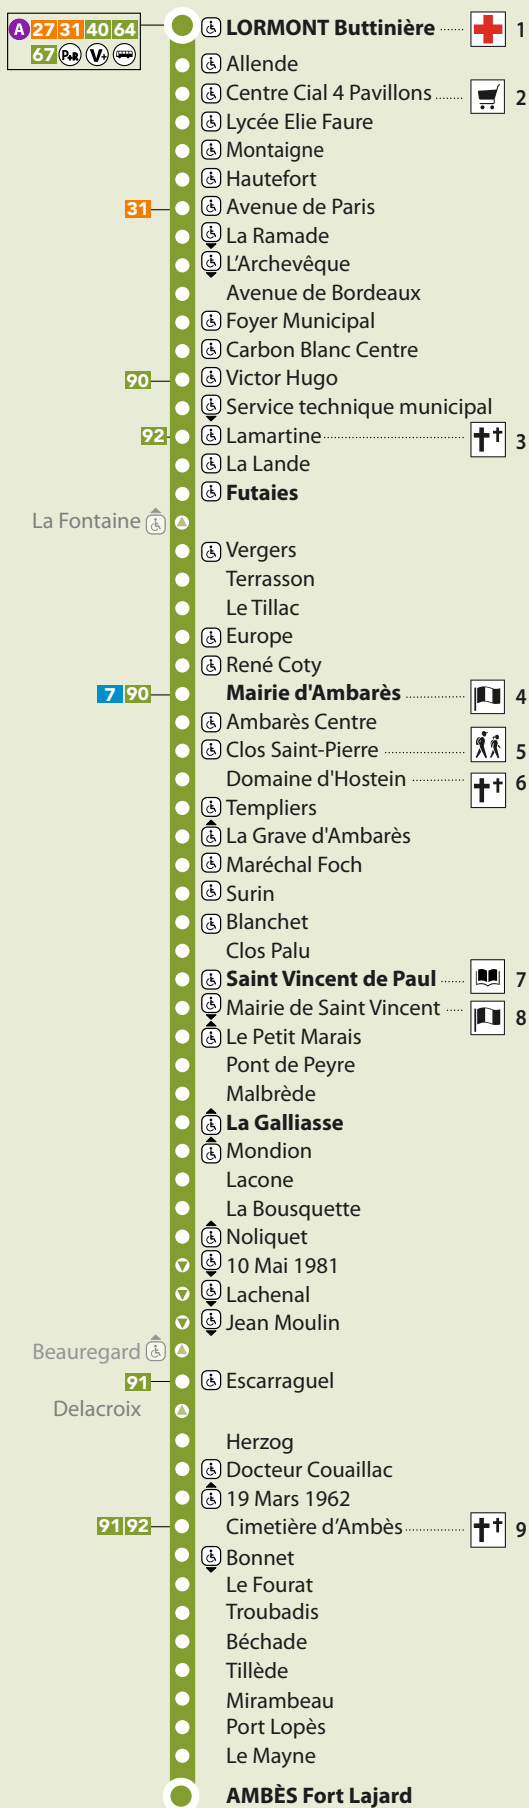 A 27 31 40 64 LORMONT Buttinière 1
67 P+R V+
Allende
Centre Cial 4 Pavillons 2
Lycée Elie Faure
Montaigne
Hautefort
31 Avenue de Paris
La Ramade
L'Archevêque
Avenue de Bordeaux
Foyer Municipal
Carbon Blanc Centre
90 Victor Hugo
Service technique municipal
92 Lamartine 3
La Lande
Futaies
La Fontaine
Vergers
Terrasson
Le Tillac
Europe
René Coty
7 90 Mairie d'Ambarès 4
Ambarès Centre
Clos Saint-Pierre 5
Domaine d'Hostein 6
Templiers
La Grave d'Ambarès
Maréchal Foch
Surin
Blanchet
Clos Palu
Saint Vincent de Paul 7
Mairie de Saint Vincent 8
Le Petit Marais
Pont de Peyre
Malbrède
La Galliasse
Mondion
Lacone
La Bousquette
Noliquet
10 Mai 1981
Lachenal
Jean Moulin
Beauregard
91 Escarraguel
Delacroix
Herzog
Docteur Couaillac
19 Mars 1962
91 92 Cimetière d'Ambès 9
Bonnet
Le Fourat
Troubadis
Béchade
Tillède
Mirambeau
Port Lopès
Le Mayne
AMBÈS Fort Lajard